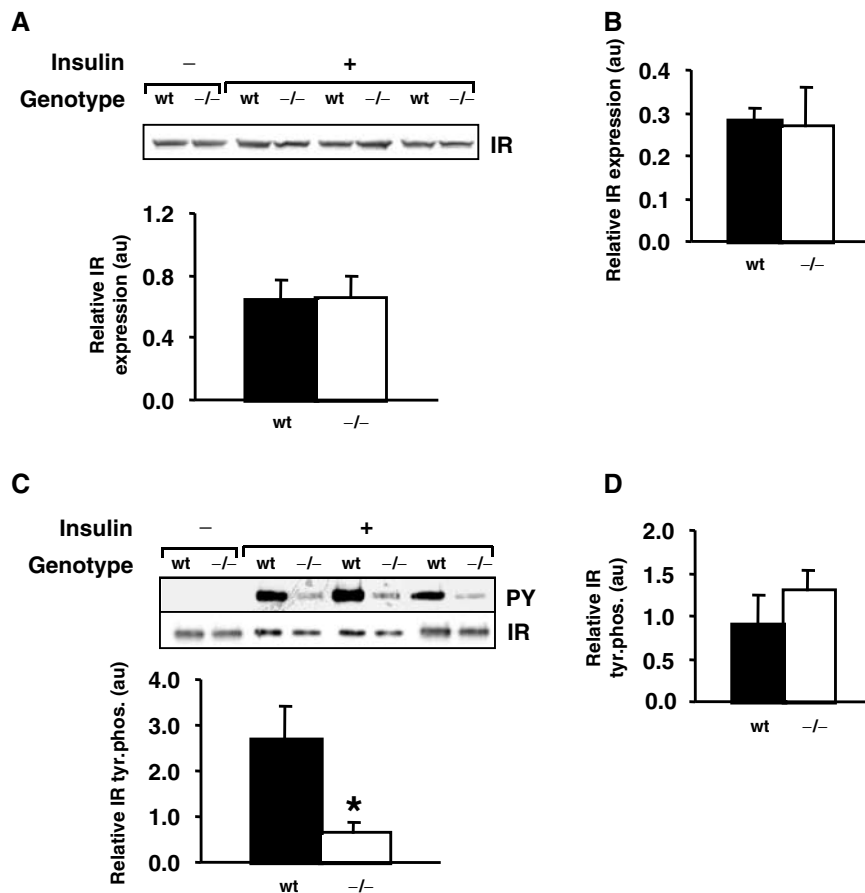 A
Insulin – +
Genotype wt –/– wt –/– wt –/– wt –/–
IR
Relative IR
expression (au)
1.2
0.8
0.4
0.0
wt –/–
B
Relative IR expression (au)
0.4
0.3
0.2
0.1
0.0
wt –/–
C
Insulin – +
Genotype wt –/– wt –/– wt –/– wt –/–
PY
IR
Relative IR tyr.phos. (au)
4.0
3.0
2.0
1.0
0.0
*
wt –/–
D
Relative IR
tyr.phos. (au)
2.0
1.5
1.0
0.5
0.0
wt –/–